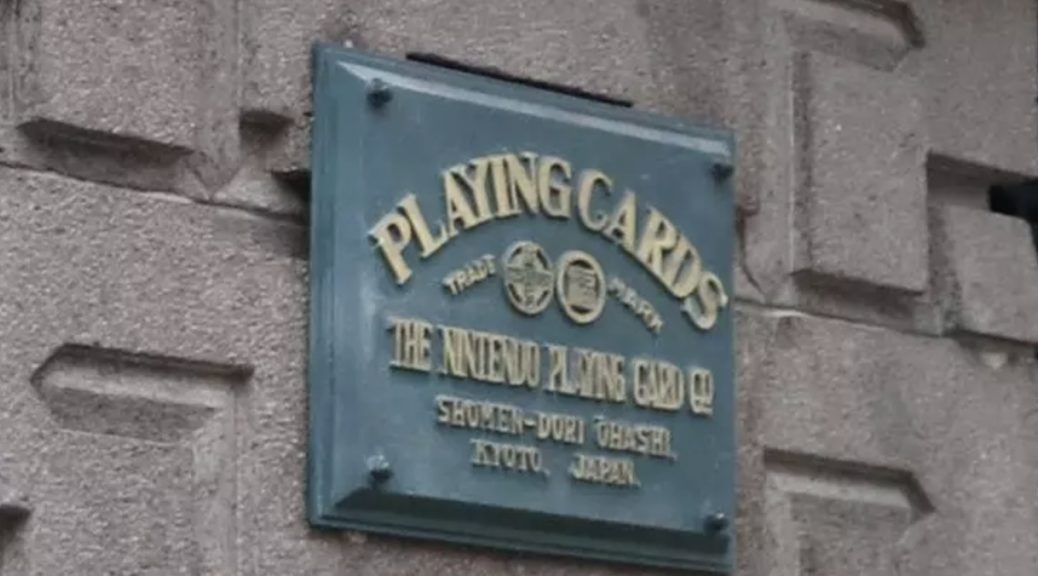 PLAYING CARDS
TRADE MARK
THE NINTENDO PLAYING CARD CO
SHOMEN-DORI OHASHI,
KYOTO, JAPAN.